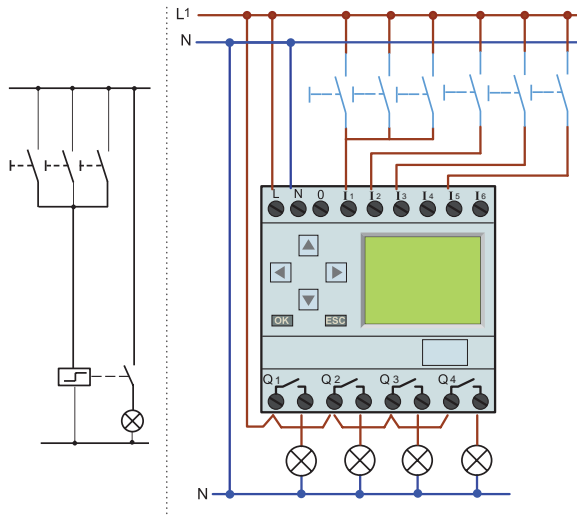 L1
N
L N 0 I1 I2 I3 I4 I5 I6
OK ESC
Q1 Q2 Q3 Q4
N